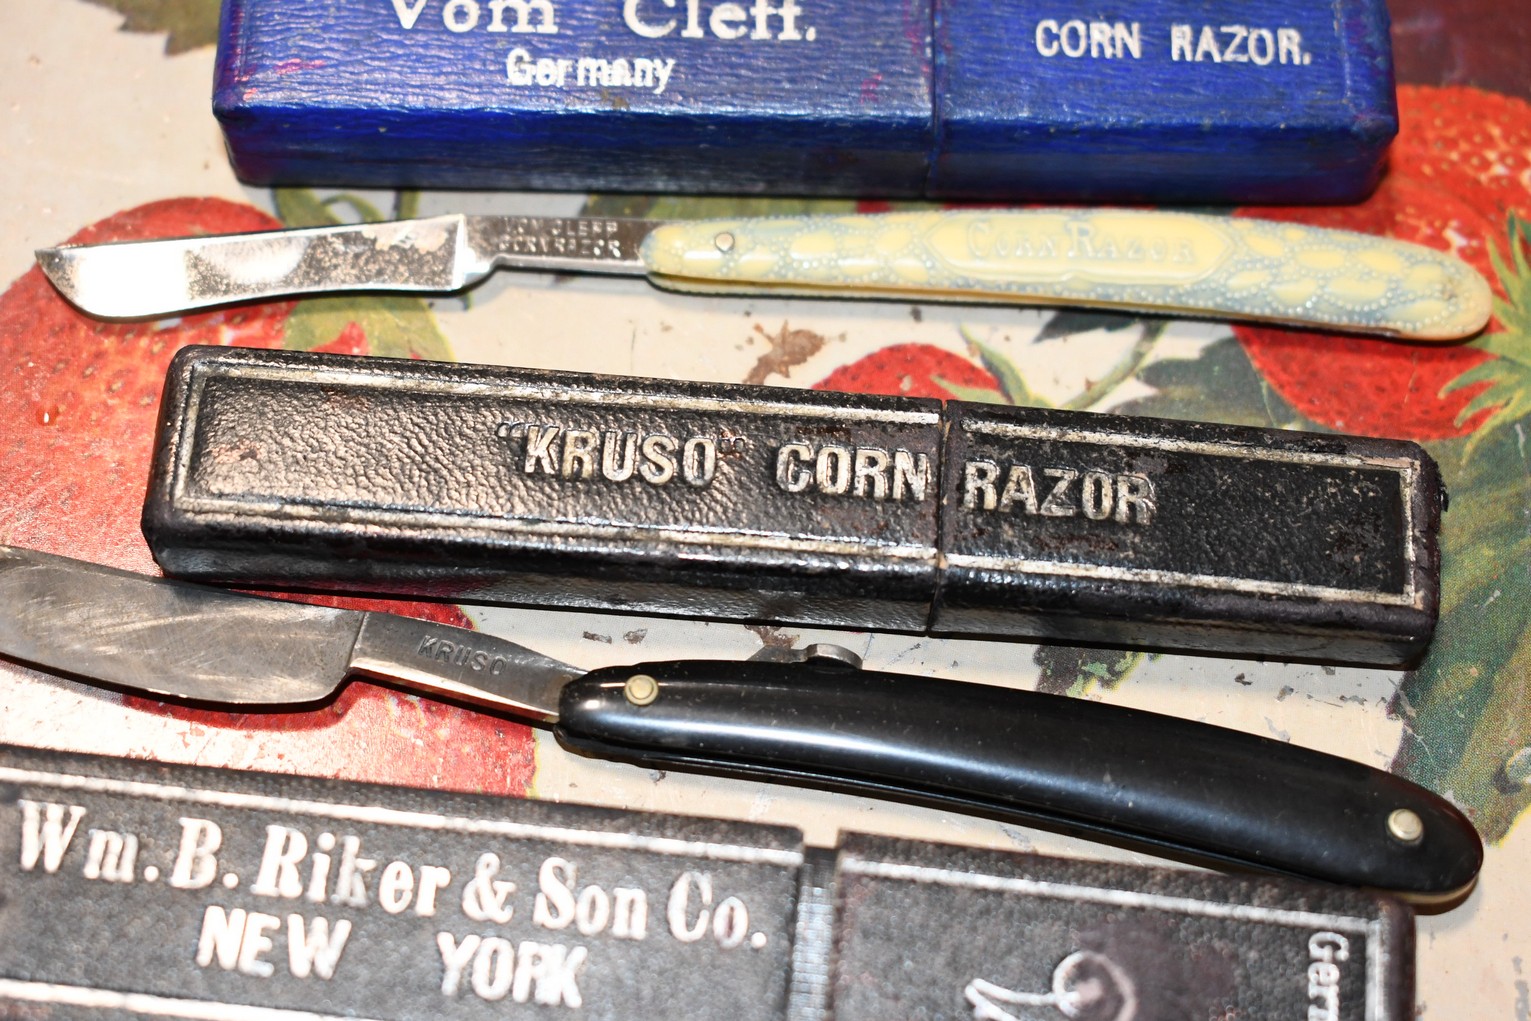 Vom Cleff.
Germany
CORN RAZOR.
VOM CLEFF
CORN RAZOR
CORN RAZOR
"KRUSO" CORN RAZOR
KRUSO
Wm. B. Riker & Son Co.
NEW YORK